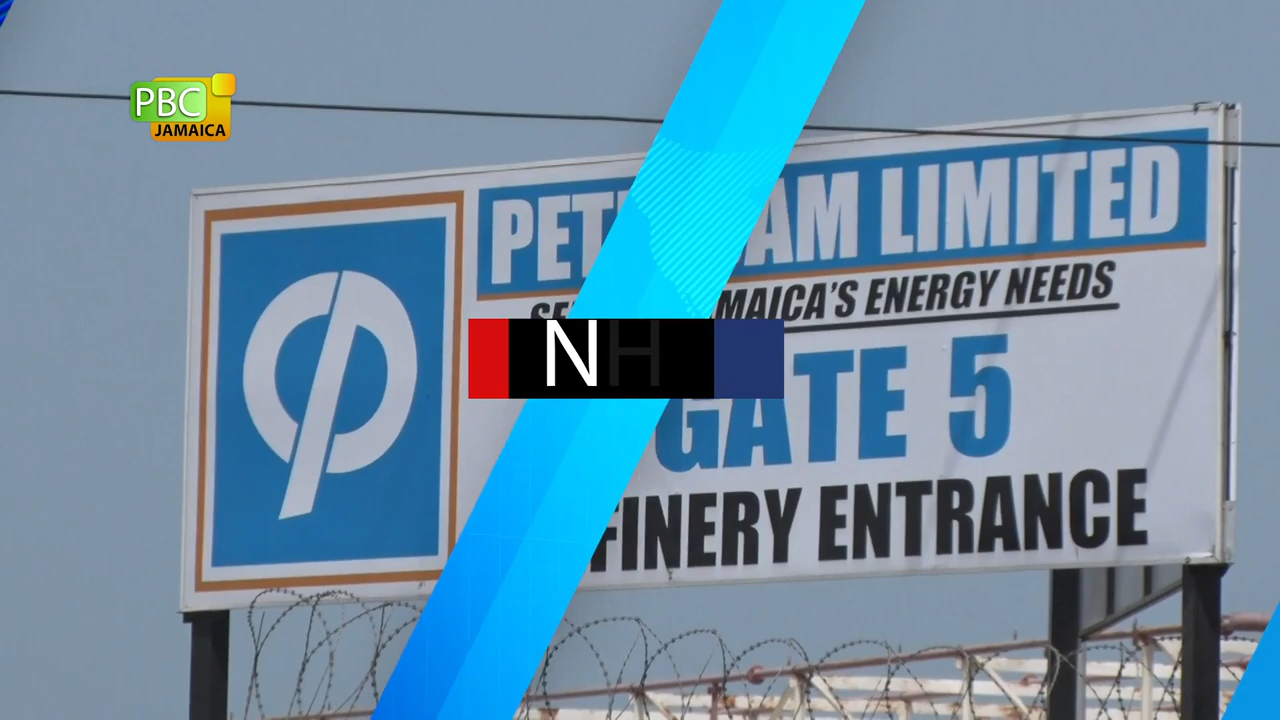 PBC
JAMAICA
PET AM LIMITED
MAICA'S ENERGY NEEDS
NH
GATE 5
FINERY ENTRANCE